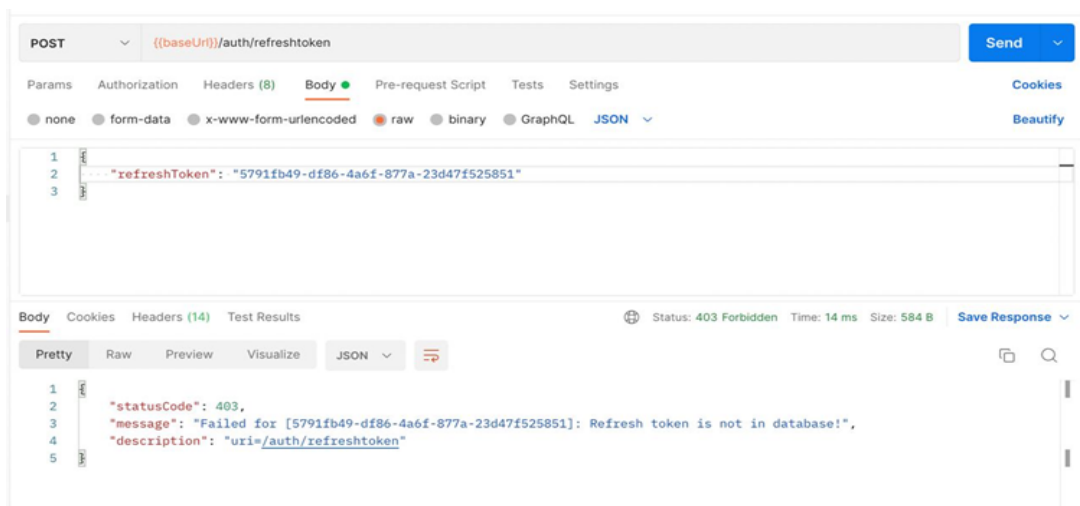 POST {{baseUrl}}/auth/refreshtoken Send
Params Authorization Headers (8) Body Pre-request Script Tests Settings Cookies
none form-data x-www-form-urlencoded raw binary GraphQL JSON Beautify
1 {
2 "refreshToken": "5791fb49-df86-4a6f-877a-23d47f525851"
3 }
Body Cookies Headers (14) Test Results Status: 403 Forbidden Time: 14 ms Size: 584 B Save Response
Pretty Raw Preview Visualize JSON
1 {
2 "statusCode": 403,
3 "message": "Failed for [5791fb49-df86-4a6f-877a-23d47f525851]: Refresh token is not in database!",
4 "description": "uri=/auth/refreshtoken"
5 }